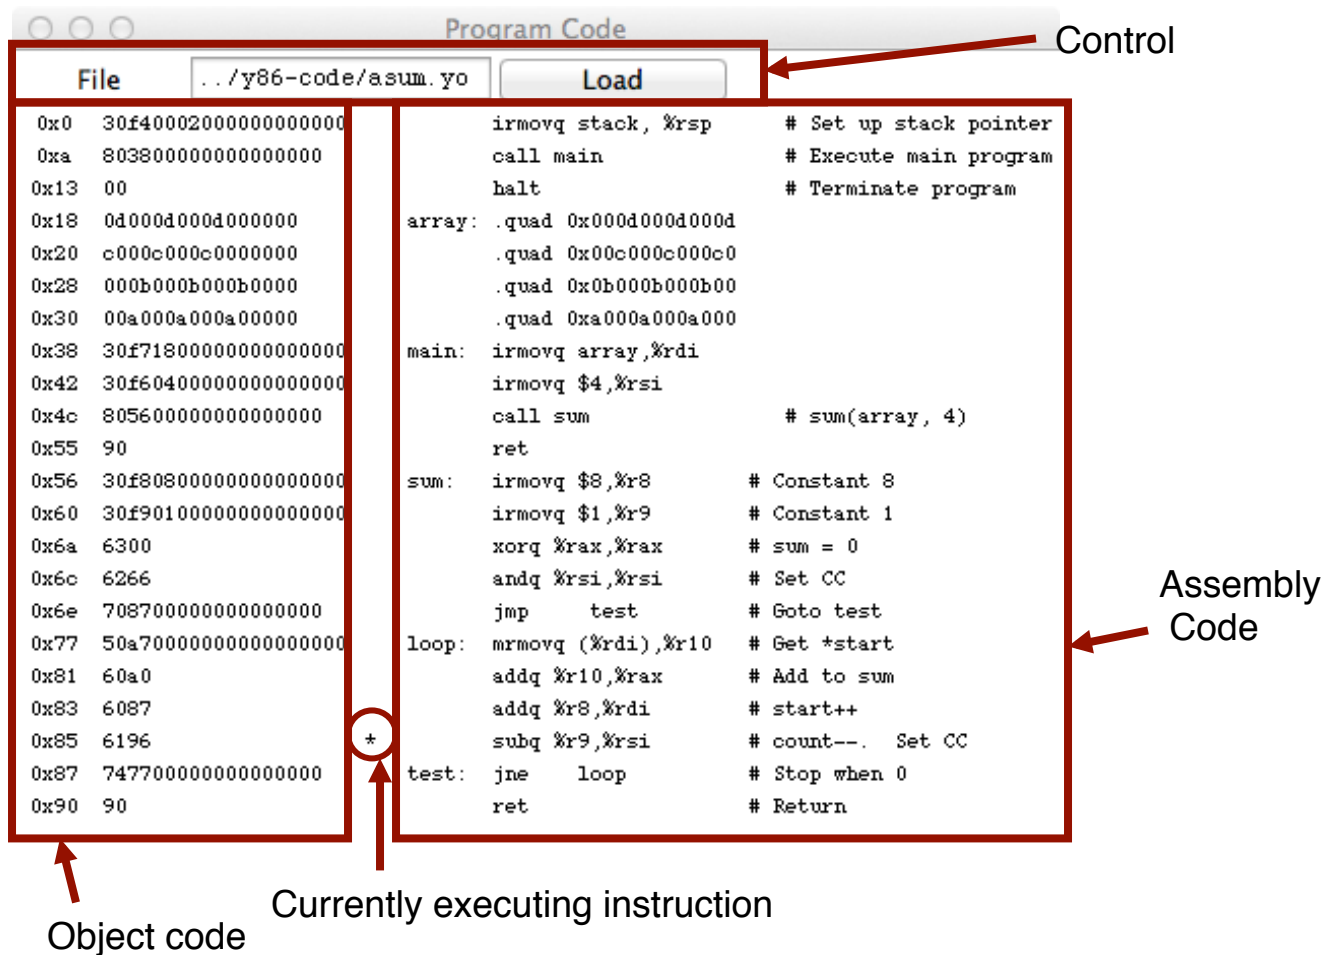 Program Code
Control
File ../y86-code/asum.yo Load
0x0 30f40002000000000000 irmovq stack, %rsp # Set up stack pointer
0xa 803800000000000000 call main # Execute main program
0x13 00 halt # Terminate program
0x18 0d000d000d000000 array: .quad 0x000d000d000d
0x20 c000c000c0000000 .quad 0x00c000c000c0
0x28 000b000b000b0000 .quad 0x0b000b000b00
0x30 00a000a000a00000 .quad 0xa000a000a000
0x38 30f71800000000000000 main: irmovq array,%rdi
0x42 30f60400000000000000 irmovq $4,%rsi
0x4c 805600000000000000 call sum # sum(array, 4)
0x55 90 ret
0x56 30f80800000000000000 sum: irmovq $8,%r8 # Constant 8
0x60 30f90100000000000000 irmovq $1,%r9 # Constant 1
0x6a 6300 xorq %rax,%rax # sum = 0
0x6c 6266 andq %rsi,%rsi # Set CC
0x6e 708700000000000000 jmp test # Goto test
0x77 50a70000000000000000 loop: mrmovq (%rdi),%r10 # Get *start
0x81 60a0 addq %r10,%rax # Add to sum
0x83 6087 addq %r8,%rdi # start++
0x85 6196 * subq %r9,%rsi # count--. Set CC
0x87 747700000000000000 test: jne loop # Stop when 0
0x90 90 ret # Return
Assembly
Code
Currently executing instruction
Object code